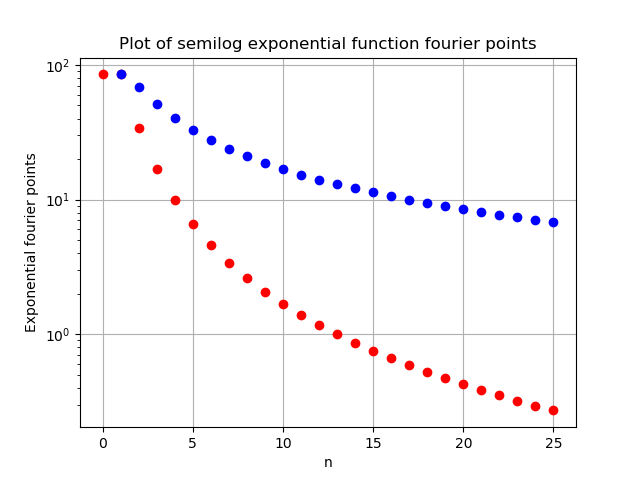 Plot of semilog exponential function fourier points
10²
10¹
10⁰
Exponential fourier points
0 5 10 15 20 25
n